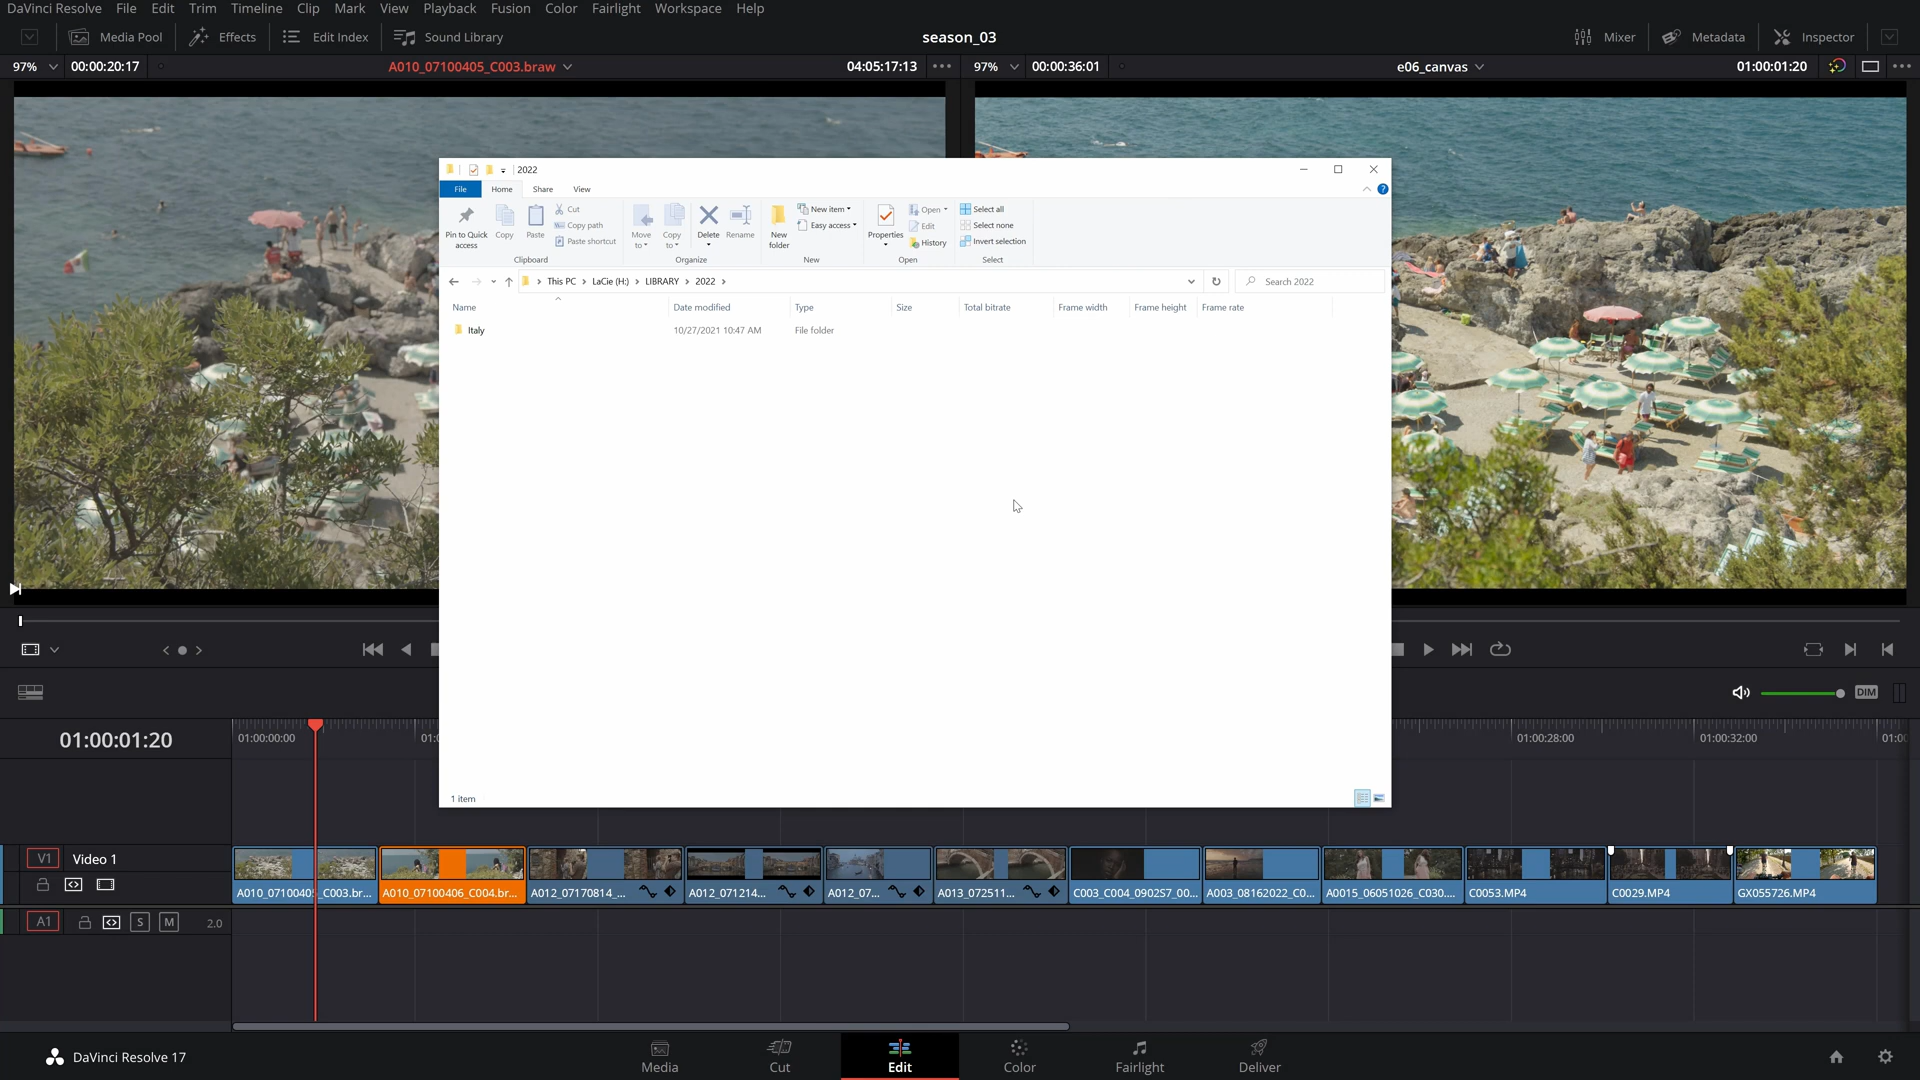 DaVinci Resolve File Edit Trim Timeline Clip Mark View Playback Fusion Color Fairlight Workspace Help
Media Pool Effects Edit Index Sound Library season_03 Mixer Metadata Inspector
97% 00:00:20:17 A010_07100405_C003.braw 04:05:17:13 97% 00:00:36:01 e06_canvas 01:00:01:20
2022
File Home Share View
Pin to Quick access
Copy
Paste
Cut
Copy path
Paste shortcut
Clipboard
Move to
Copy to
Delete
Rename
Organize
New folder
New item
Easy access
New
Properties
Open
Edit
History
Open
Select all
Select none
Invert selection
Select
This PC LaCie (H:) LIBRARY 2022
Search 2022
Name Date modified Type Size Total bitrate Frame width Frame height Frame rate
Italy 10/27/2021 10:47 AM File folder
1 item
DIM
01:00:01:20
01:00:00:00
01:00:28:00
01:00:32:00
V1 Video 1
A010_0710040 C003.br...
A010_07100406_C004.br...
A012_07170814_...
A012_071214...
A012_07...
A013_072511...
C003_C004_0902S7_00...
A003_08162022_C0...
A0015_06051026_C030....
C0053.MP4
C0029.MP4
GX055726.MP4
A1 S M 2.0
DaVinci Resolve 17
Media Cut Edit Color Fairlight Deliver